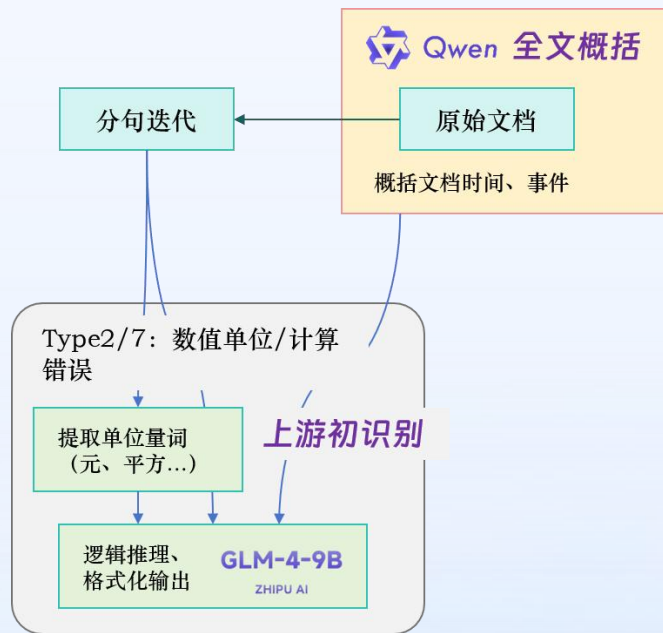 Qwen 全文概括
分句迭代
原始文档
概括文档时间、事件
Type2/7：数值单位/计算
错误
提取单位量词
（元、平方...）
上游初识别
逻辑推理、
格式化输出
GLM-4-9B
ZHIPU AI